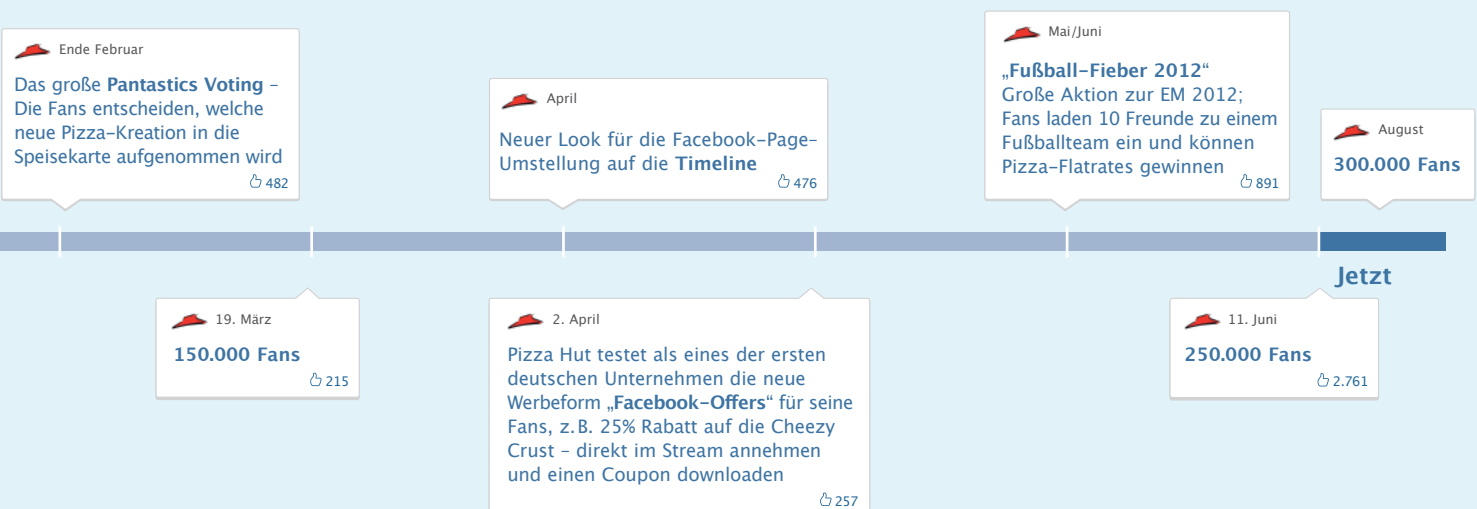 Ende Februar
Das große Pantastics Voting –
Die Fans entscheiden, welche
neue Pizza-Kreation in die
Speisekarte aufgenommen wird
482
April
Neuer Look für die Facebook-Page-
Umstellung auf die Timeline
476
Mai/Juni
„Fußball-Fieber 2012“
Große Aktion zur EM 2012;
Fans laden 10 Freunde zu einem
Fußballteam ein und können
Pizza-Flatrates gewinnen
891
August
300.000 Fans
Jetzt
19. März
150.000 Fans
215
2. April
Pizza Hut testet als eines der ersten
deutschen Unternehmen die neue
Werbeform „Facebook-Offers“ für seine
Fans, z.B. 25% Rabatt auf die Cheezy
Crust – direkt im Stream annehmen
und einen Coupon downloaden
257
11. Juni
250.000 Fans
2.761